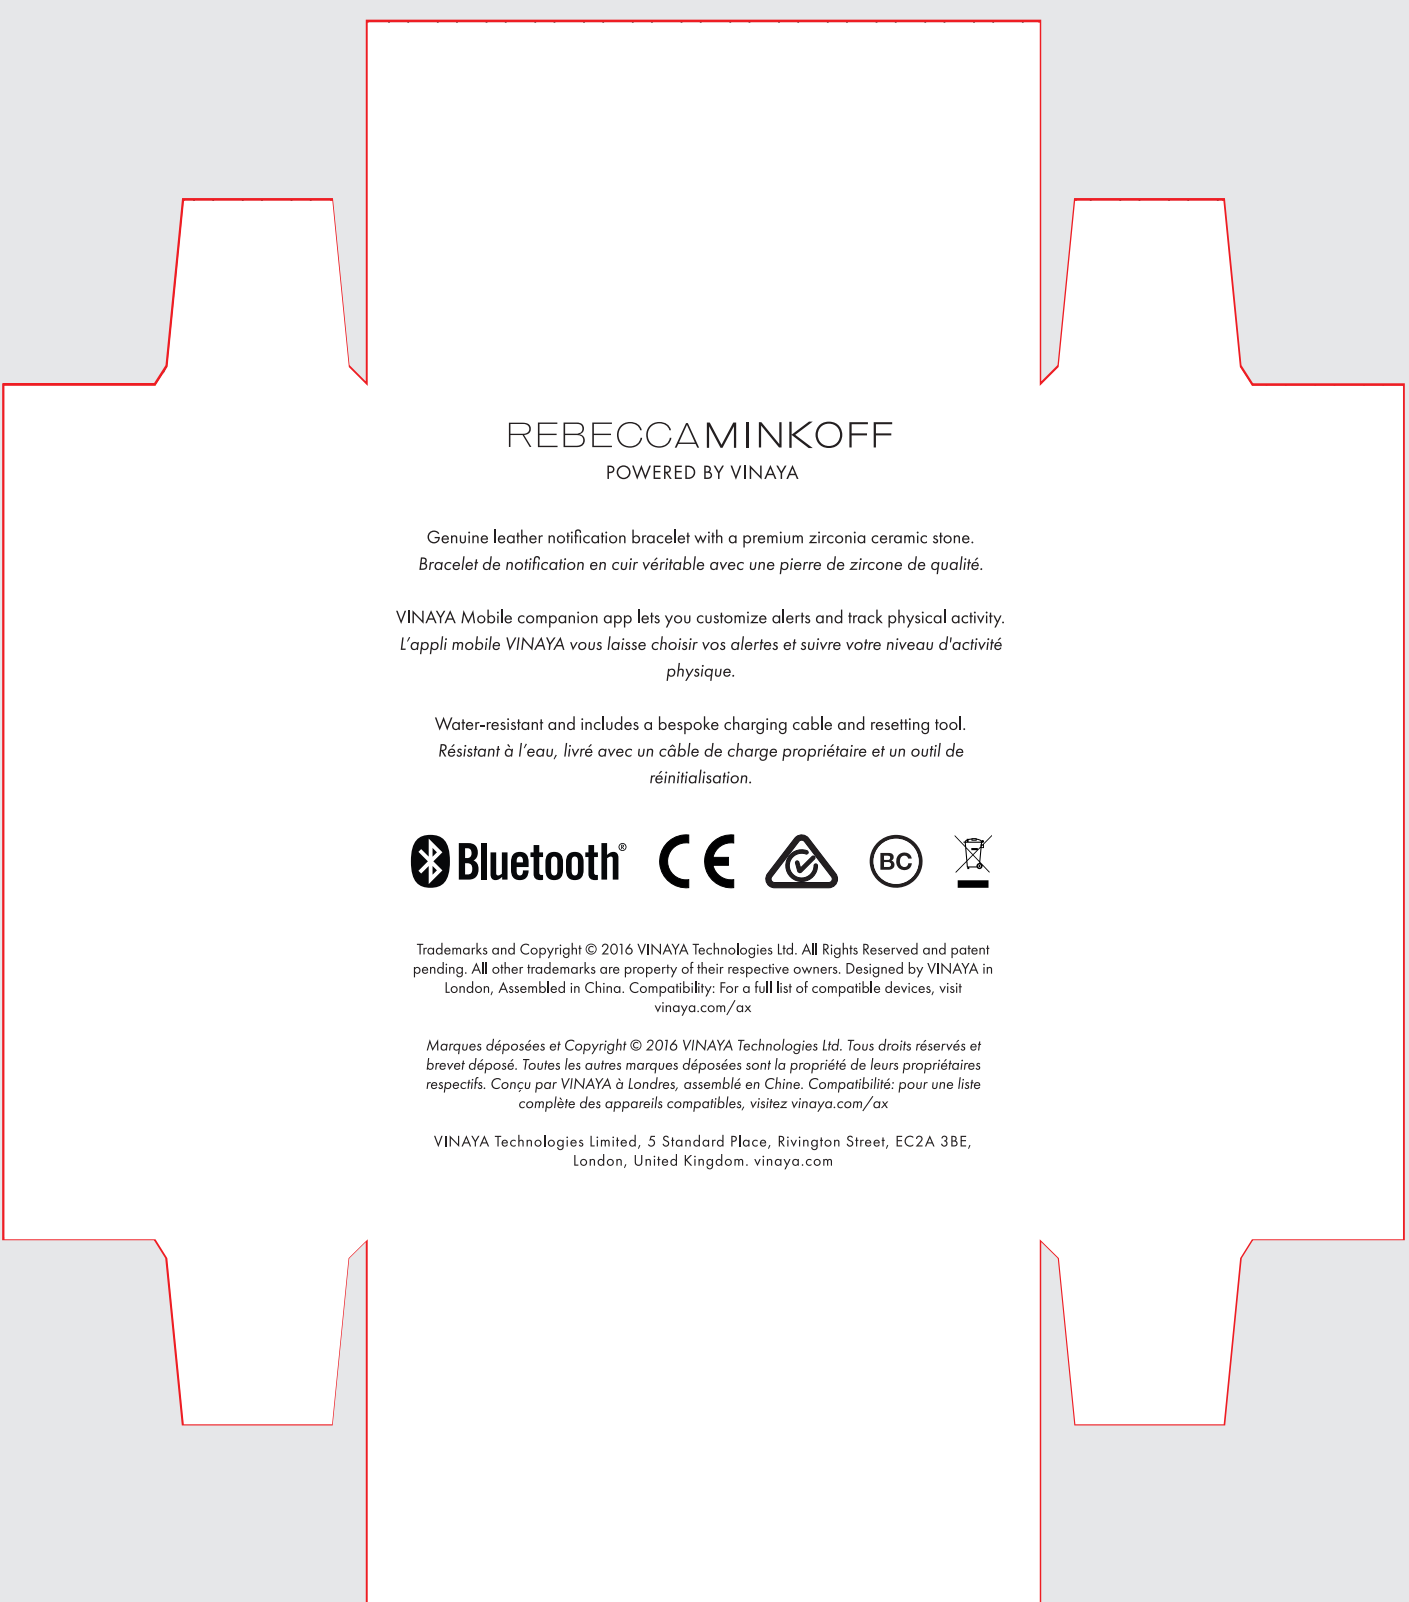 REBECCAMINKOFF
POWERED BY VINAYA
Genuine leather notification bracelet with a premium zirconia ceramic stone.
Bracelet de notification en cuir véritable avec une pierre de zircone de qualité.
VINAYA Mobile companion app lets you customize alerts and track physical activity.
L’appli mobile VINAYA vous laisse choisir vos alertes et suivre votre niveau d'activité
physique.
Water-resistant and includes a bespoke charging cable and resetting tool.
Résistant à l’eau, livré avec un câble de charge propriétaire et un outil de
réinitialisation.
Bluetooth® CE BC
Trademarks and Copyright © 2016 VINAYA Technologies Ltd. All Rights Reserved and patent
pending. All other trademarks are property of their respective owners. Designed by VINAYA in
London, Assembled in China. Compatibility: For a full list of compatible devices, visit
vinaya.com/ax
Marques déposées et Copyright © 2016 VINAYA Technologies Ltd. Tous droits réservés et
brevet déposé. Toutes les autres marques déposées sont la propriété de leurs propriétaires
respectifs. Conçu par VINAYA à Londres, assemblé en Chine. Compatibilité: pour une liste
complète des appareils compatibles, visitez vinaya.com/ax
VINAYA Technologies Limited, 5 Standard Place, Rivington Street, EC2A 3BE,
London, United Kingdom. vinaya.com